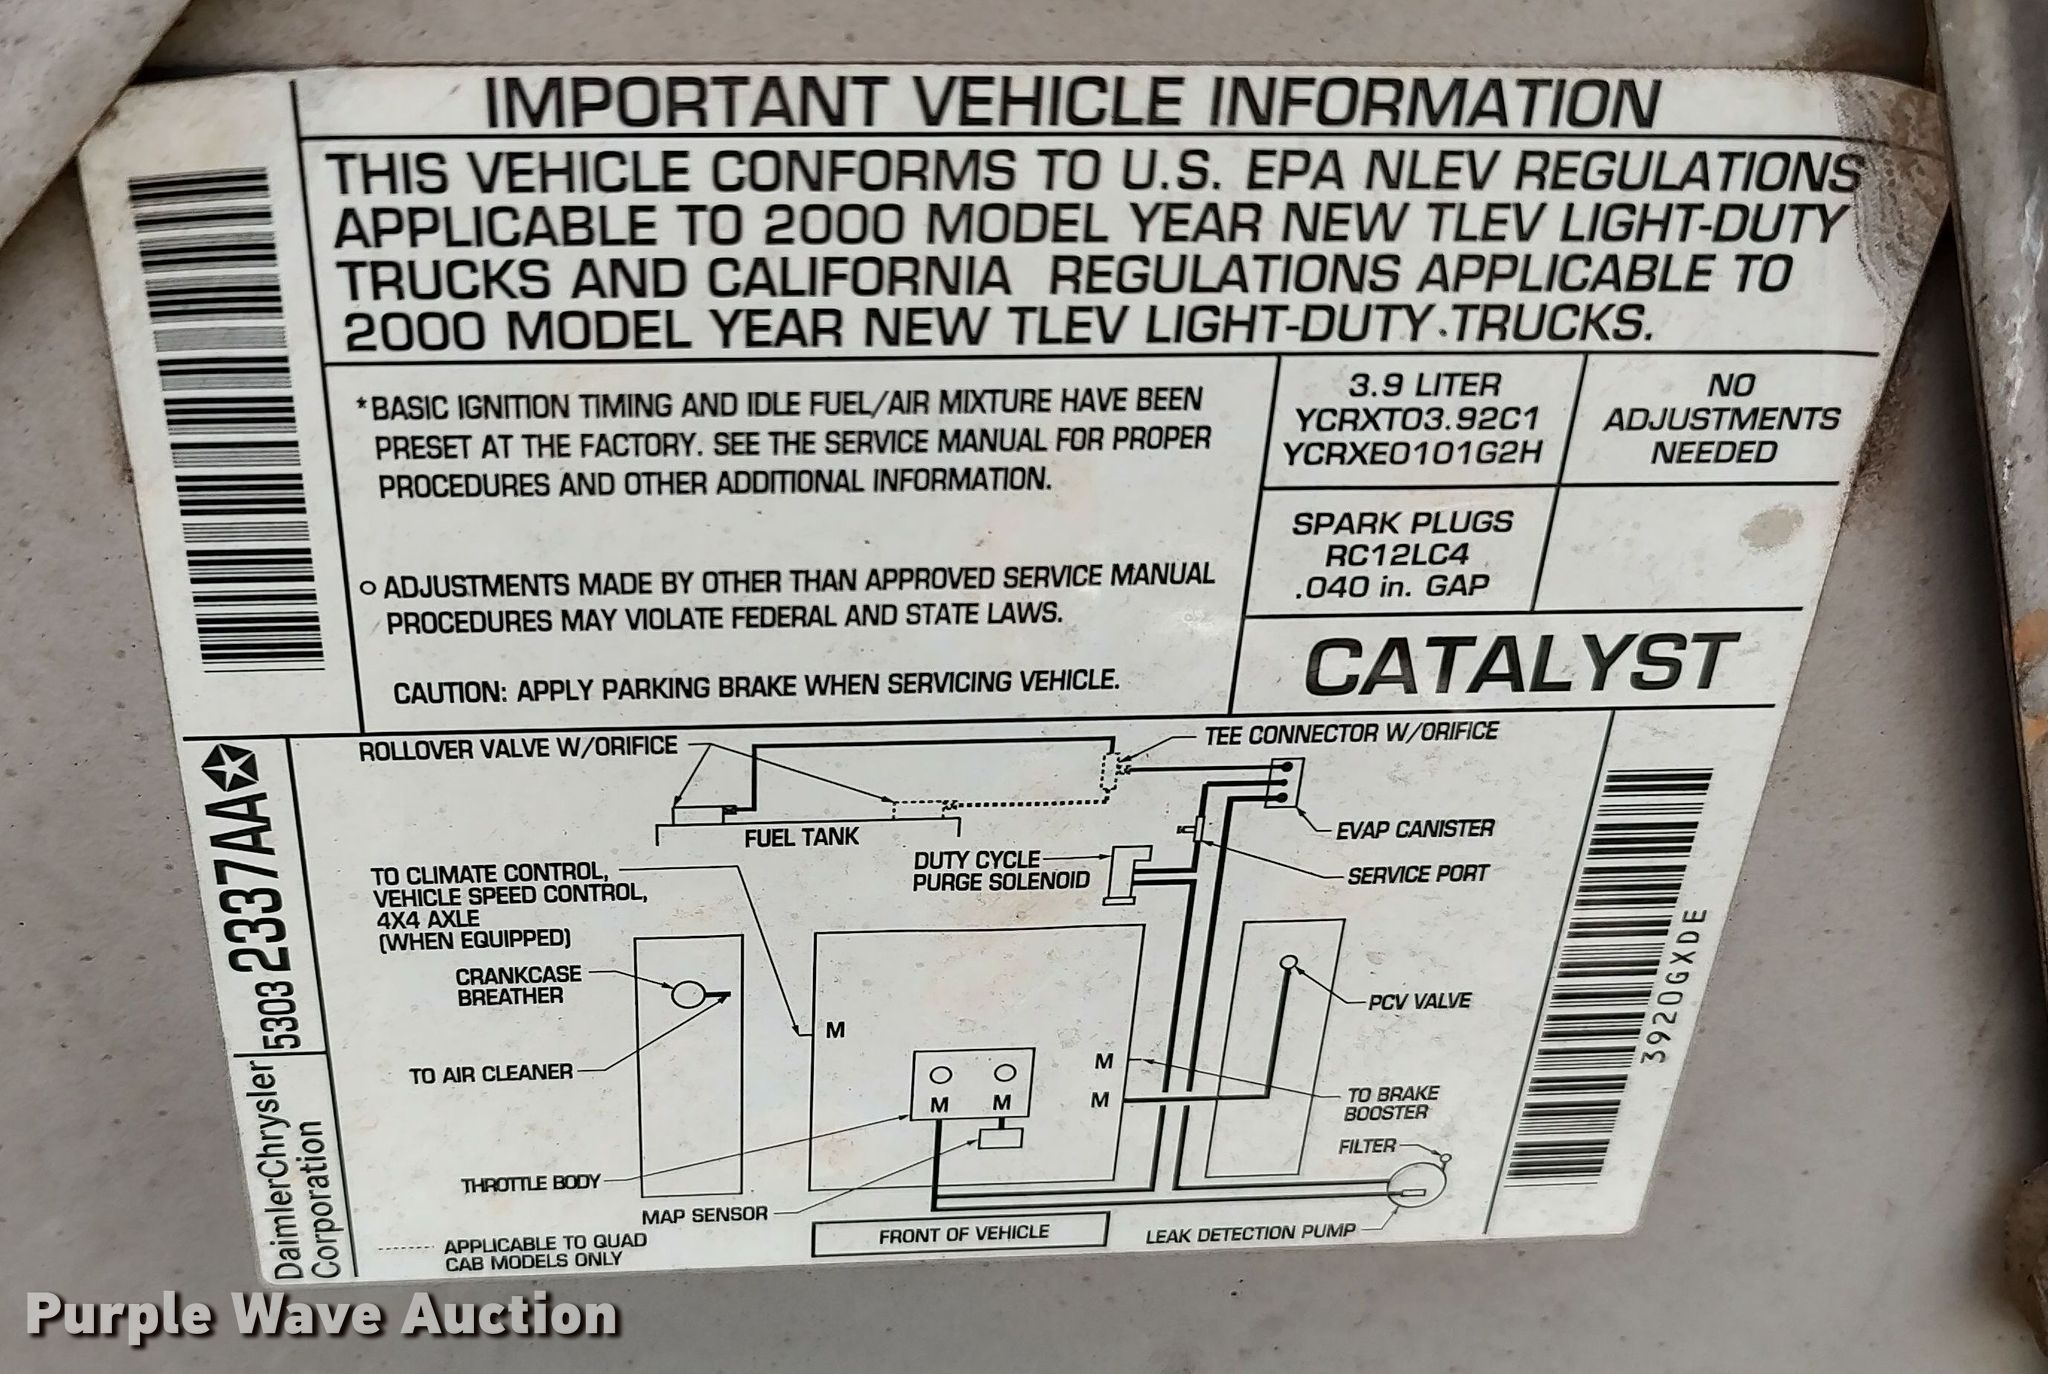 IMPORTANT VEHICLE INFORMATION
THIS VEHICLE CONFORMS TO U.S. EPA NLEV REGULATIONS
APPLICABLE TO 2000 MODEL YEAR NEW TLEV LIGHT-DUTY
TRUCKS AND CALIFORNIA REGULATIONS APPLICABLE TO
2000 MODEL YEAR NEW TLEV LIGHT-DUTY TRUCKS.
*BASIC IGNITION TIMING AND IDLE FUEL/AIR MIXTURE HAVE BEEN
PRESET AT THE FACTORY. SEE THE SERVICE MANUAL FOR PROPER
PROCEDURES AND OTHER ADDITIONAL INFORMATION.
o ADJUSTMENTS MADE BY OTHER THAN APPROVED SERVICE MANUAL
PROCEDURES MAY VIOLATE FEDERAL AND STATE LAWS.
CAUTION: APPLY PARKING BRAKE WHEN SERVICING VEHICLE.
3.9 LITER
YCRXT03.92C1
YCRXE0101G2H
NO
ADJUSTMENTS
NEEDED
SPARK PLUGS
RC12LC4
.040 in. GAP
CATALYST
ROLLOVER VALVE W/ORIFICE
TEE CONNECTOR W/ORIFICE
FUEL TANK
EVAP CANISTER
DUTY CYCLE
PURGE SOLENOID
SERVICE PORT
TO CLIMATE CONTROL,
VEHICLE SPEED CONTROL,
4X4 AXLE
(WHEN EQUIPPED)
CRANKCASE
BREATHER
PCV VALVE
M
M
TO AIR CLEANER
M
M
M
TO BRAKE
BOOSTER
FILTER
THROTTLE BODY
MAP SENSOR
FRONT OF VEHICLE
LEAK DETECTION PUMP
APPLICABLE TO QUAD
CAB MODELS ONLY
DaimlerChrysler
Corporation
53032337AA
3920GXDE
Purple Wave Auction